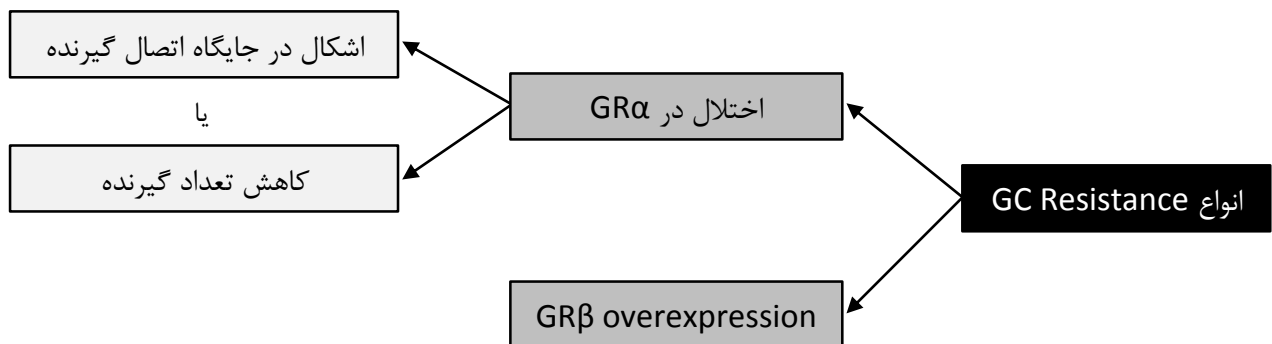 انواع GC Resistance
اختلال در GRα
اشکال در جایگاه اتصال گیرنده
یا
کاهش تعداد گیرنده
GRβ overexpression